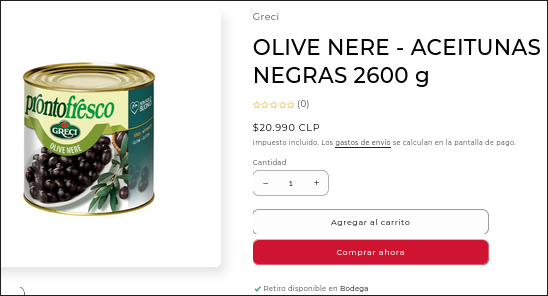 Greci
OLIVE NERE - ACEITUNAS
NEGRAS 2600 g
(0)
$20.990 CLP
Impuesto incluido. Los gastos de envío se calculan en la pantalla de pago.
Cantidad
− 1 +
Agregar al carrito
Comprar ahora
Retiro disponible en Bodega
prontofresco
GRECI
OLIVE NERE